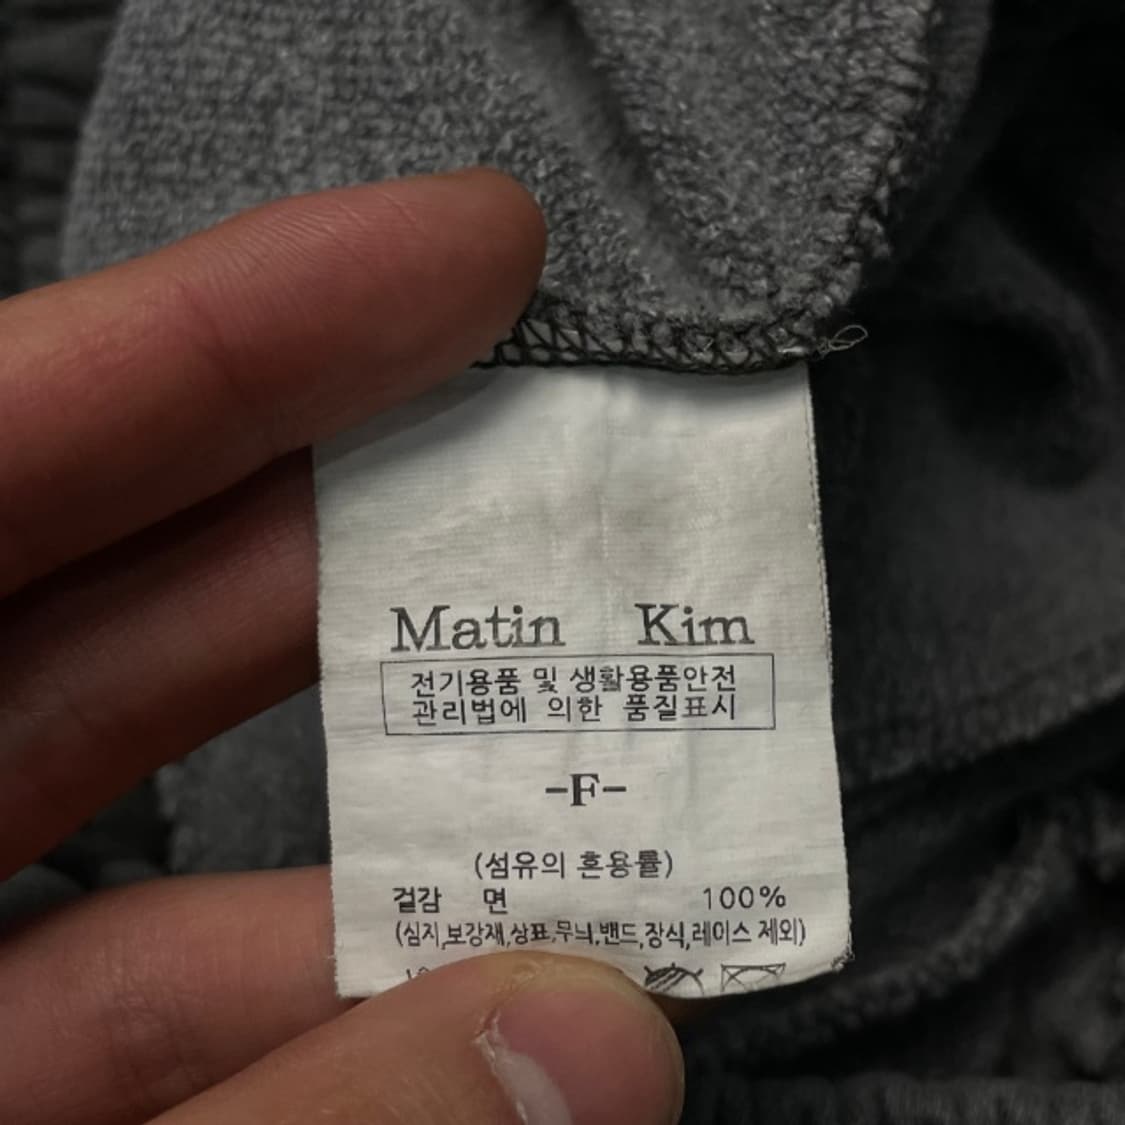 Matin Kim
전기용품 및 생활용품안전
관리법에 의한 품질표시
-F-
(섬유의 혼용률)
겉감 면 100%
(심지,보강재,상표,무늬,밴드,장식,레이스 제외)